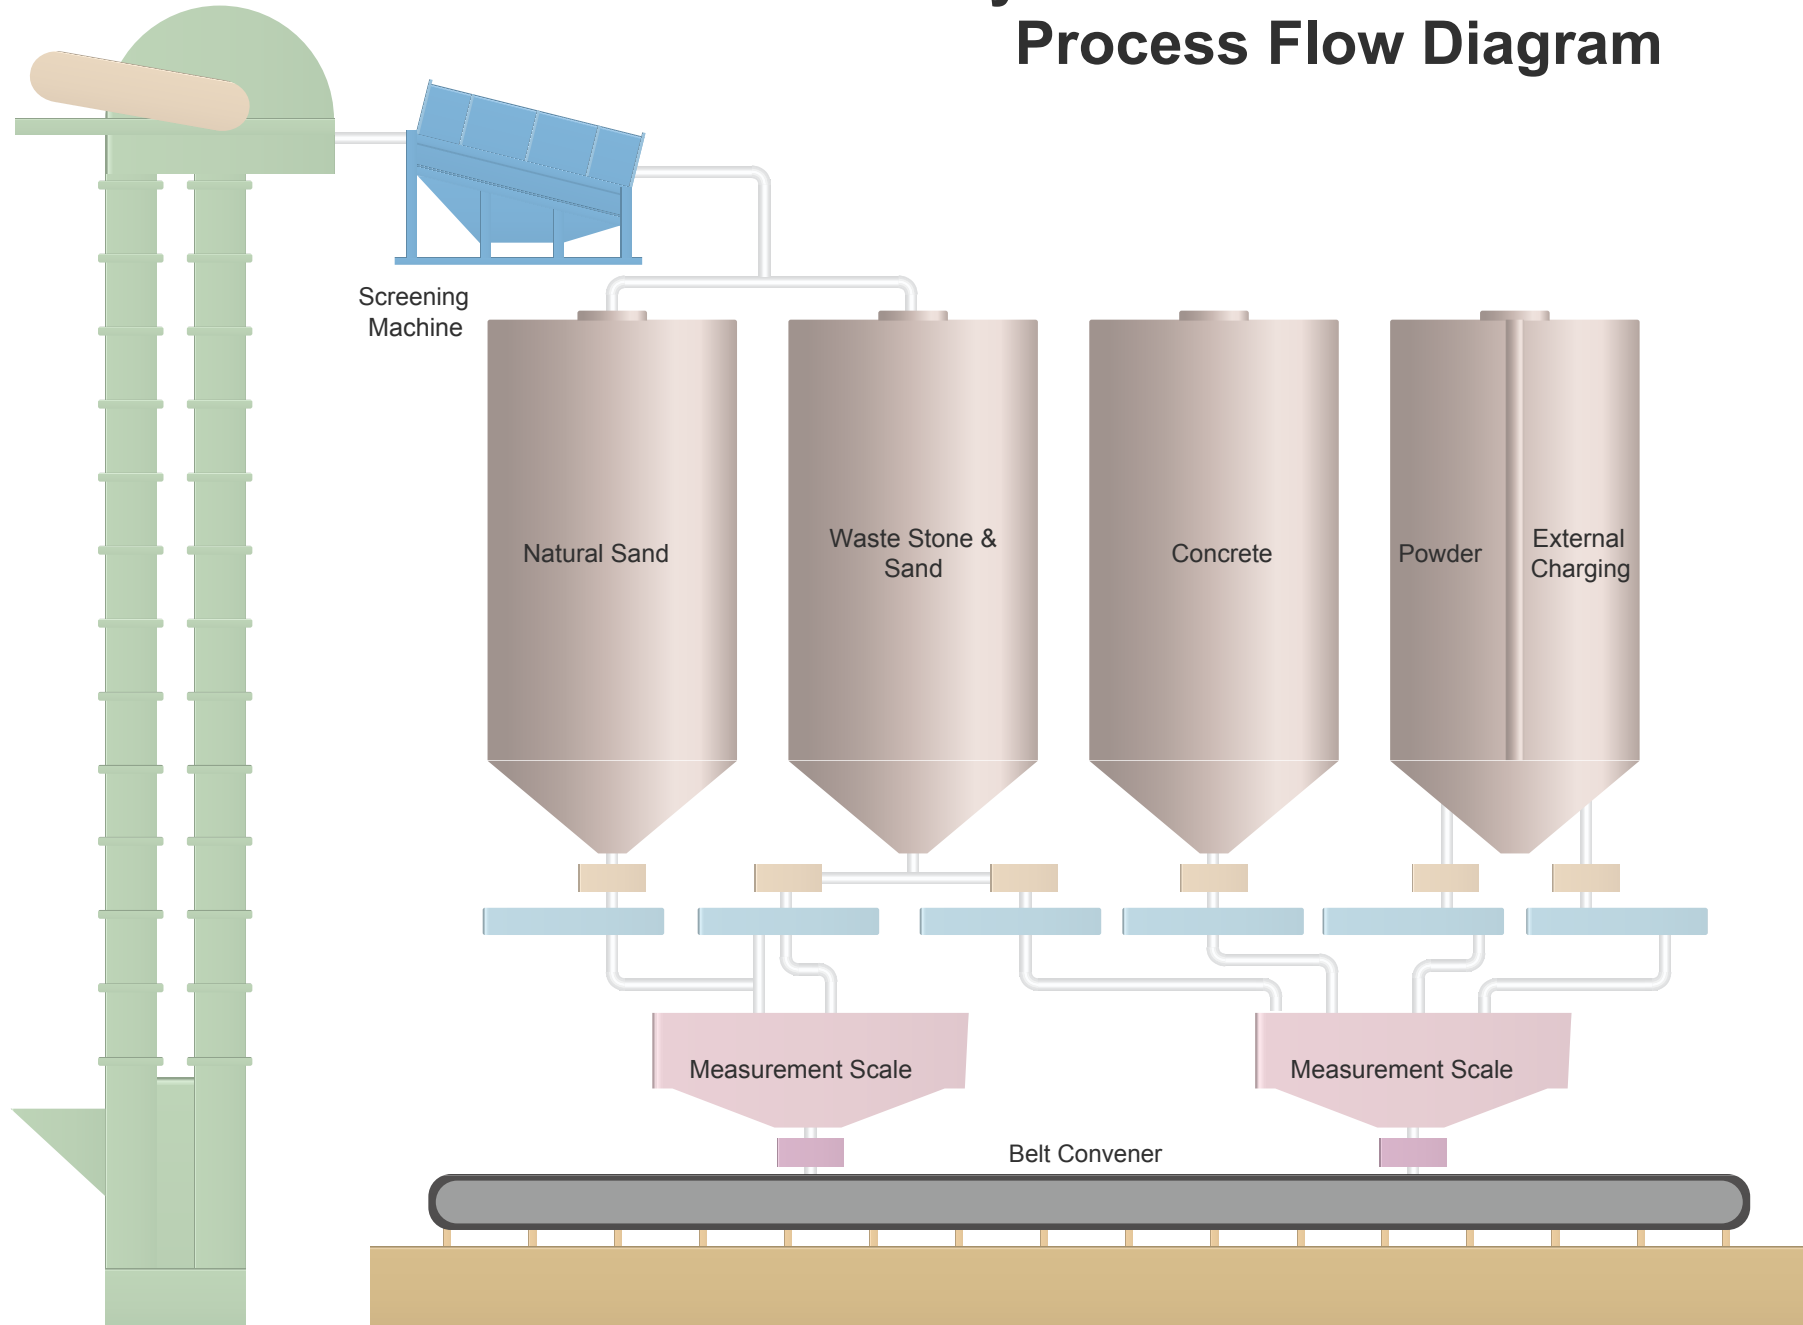 Process Flow Diagram
Screening
Machine
Natural Sand
Waste Stone &
Sand
Concrete
Powder
External
Charging
Measurement Scale
Measurement Scale
Belt Convener